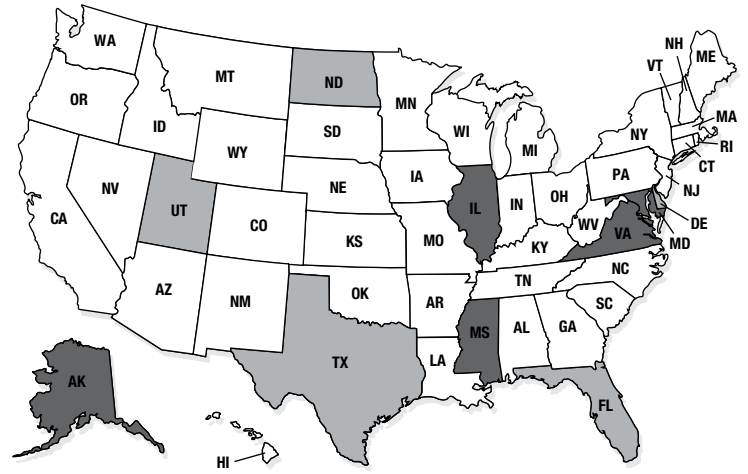 WA
MT
ND
MN
VT
NH
ME
OR
ID
SD
WI
MI
NY
MA
RI
CT
WY
IA
NE
PA
NJ
NV
UT
CO
IL
IN
OH
WV
VA
DE
MD
CA
KS
MO
KY
NC
TN
AZ
NM
OK
AR
SC
MS
AL
GA
TX
LA
AK
FL
HI